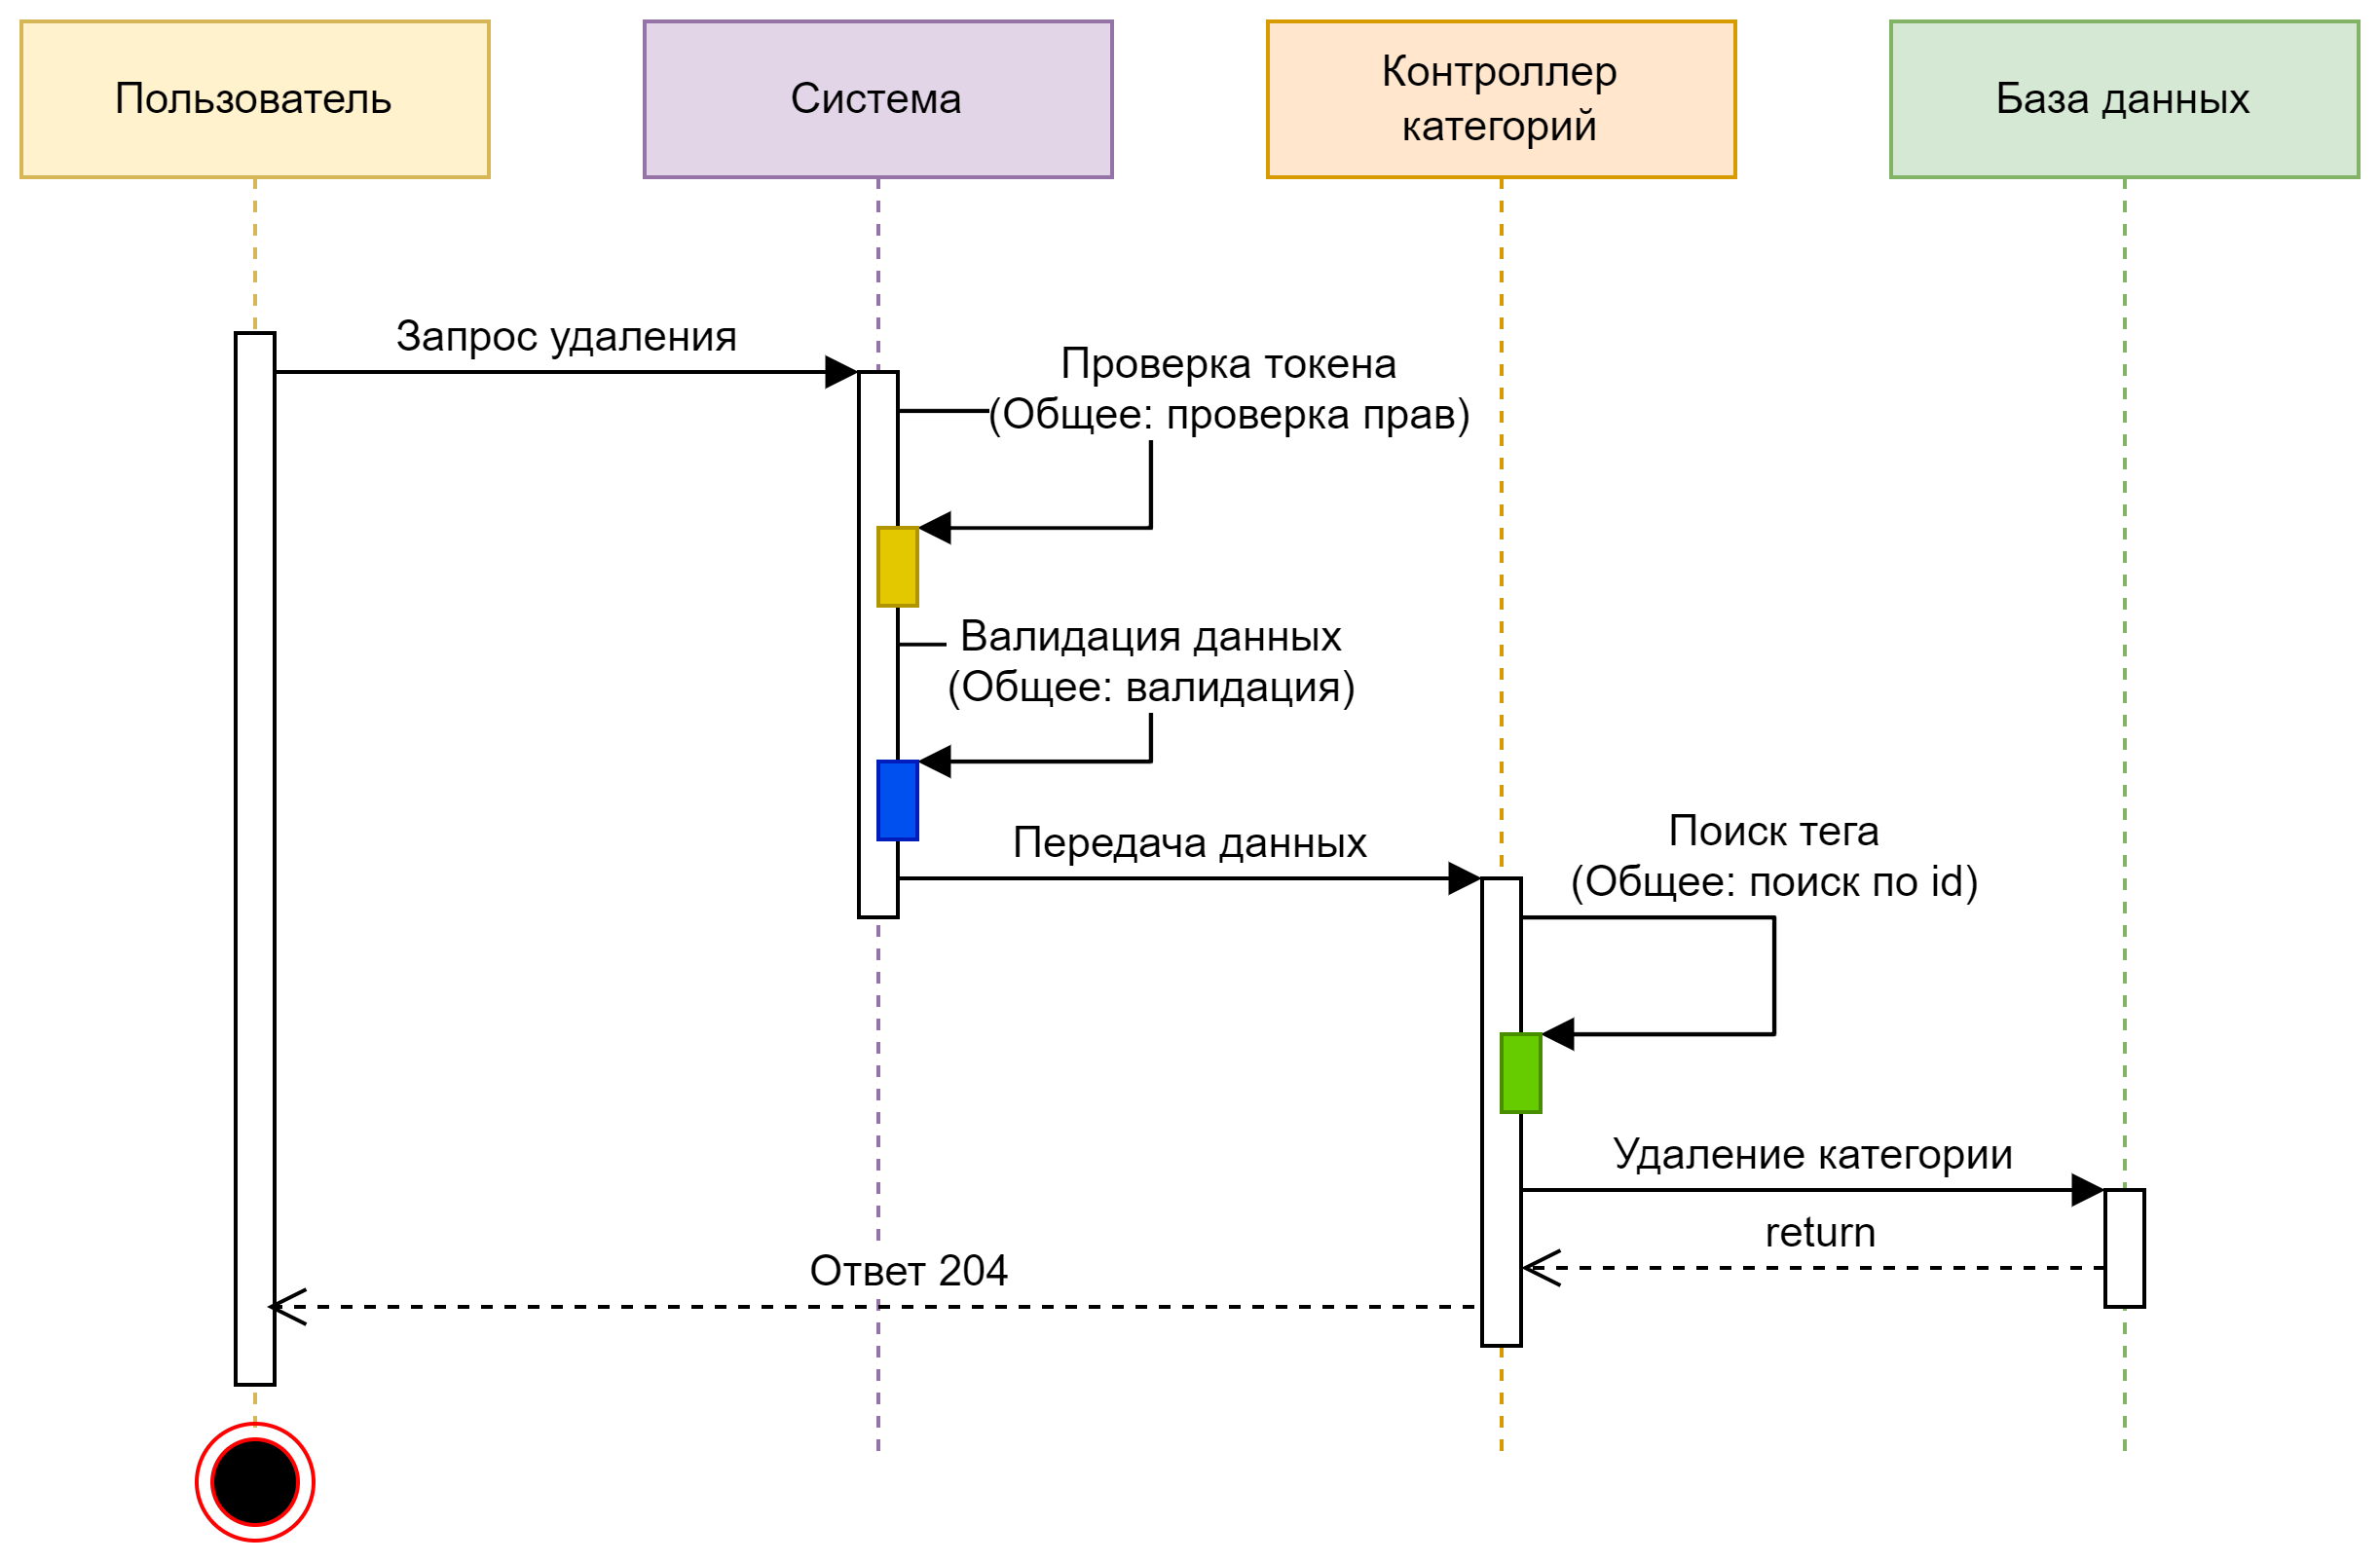 Пользователь
Система
Контроллер
категорий
База данных
Запрос удаления
Проверка токена
(Общее: проверка прав)
Валидация данных
(Общее: валидация)
Передача данных
Поиск тега
(Общее: поиск по id)
Удаление категории
return
Ответ 204